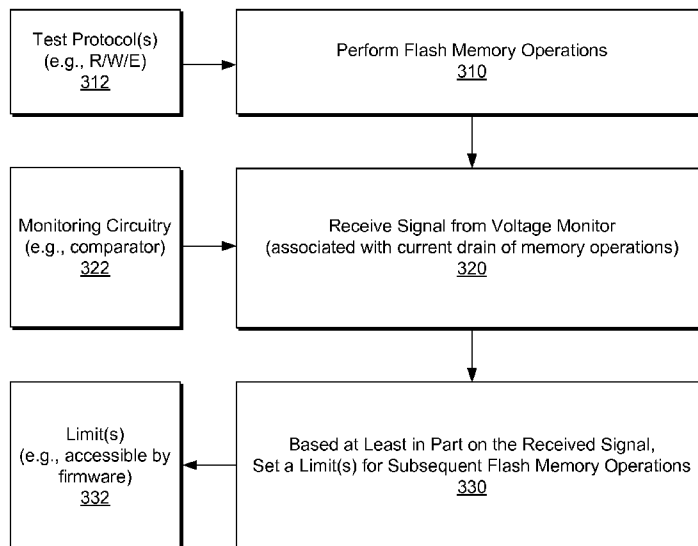 Test Protocol(s)
(e.g., R/W/E)
312
Perform Flash Memory Operations
310
Monitoring Circuitry
(e.g., comparator)
322
Receive Signal from Voltage Monitor
(associated with current drain of memory operations)
320
Limit(s)
(e.g., accessible by
firmware)
332
Based at Least in Part on the Received Signal,
Set a Limit(s) for Subsequent Flash Memory Operations
330